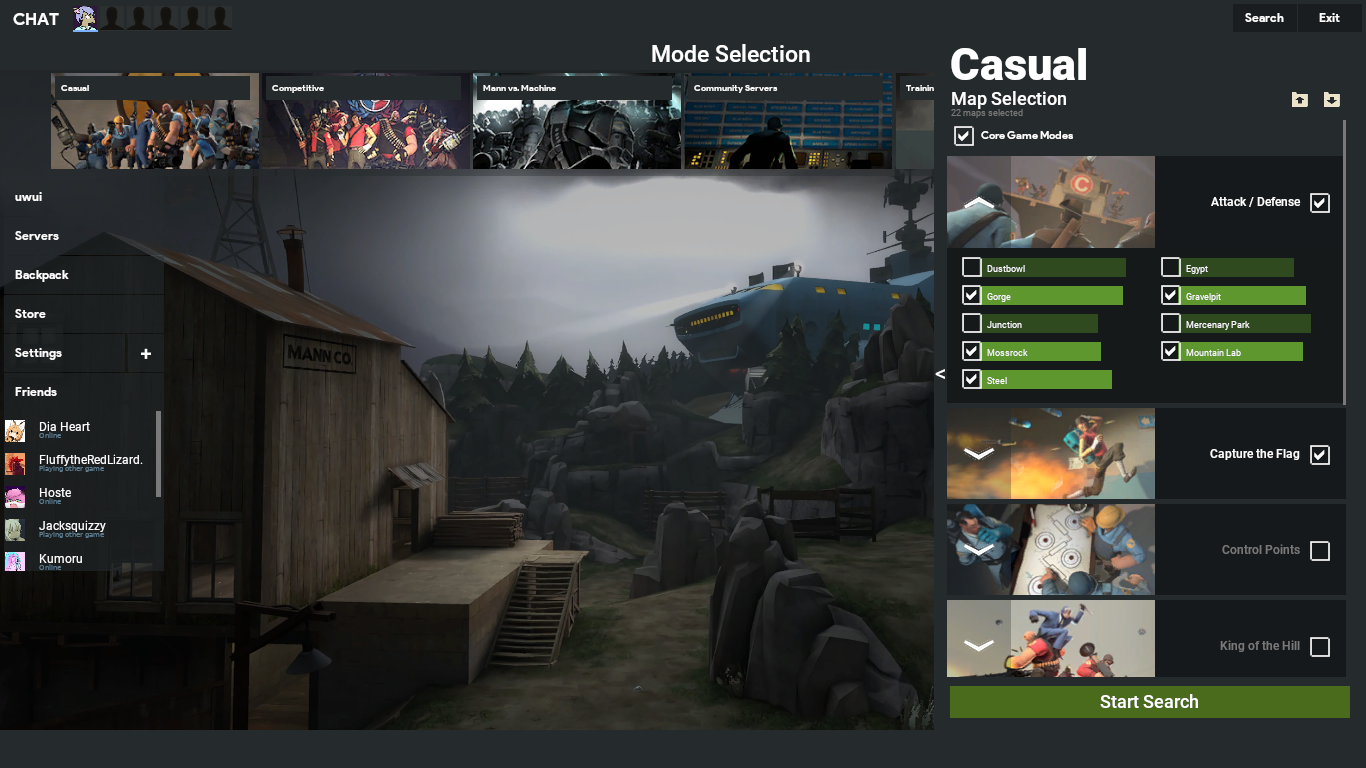 CHAT
Search
Exit
Mode Selection
Casual
Competitive
Mann vs. Machine
Community Servers
Trainin
Casual
Map Selection
22 maps selected
Core Game Modes
Attack / Defense
Dustbowl
Egypt
Gorge
Gravelpit
Junction
Mercenary Park
Mossrock
Mountain Lab
Steel
<
Capture the Flag
Control Points
King of the Hill
Start Search
uwui
Servers
Backpack
Store
Settings
+
Friends
Dia Heart
Online
FluffytheRedLizard.
Playing other game
Hoste
Online
Jacksquizzy
Playing other game
Kumoru
Online
MANN CO.
C